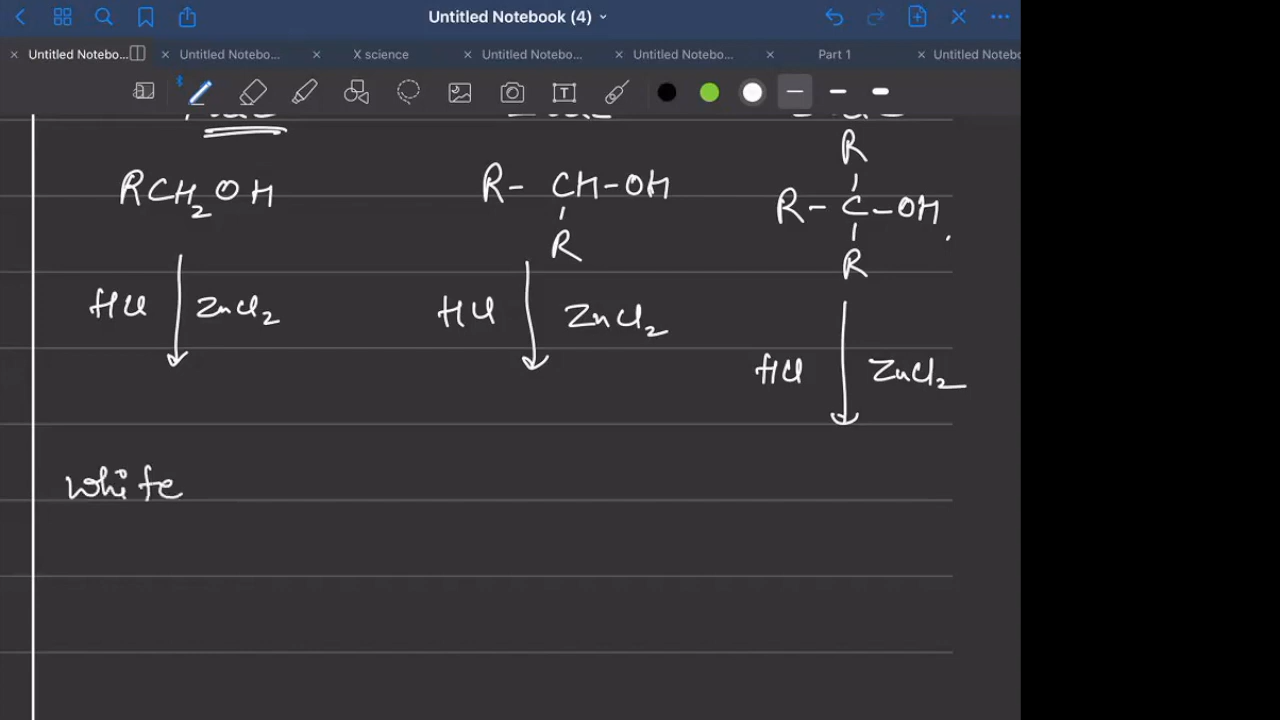 Untitled Notebook (4)
Untitled Notebo...
Untitled Notebo...
X science
Untitled Notebo...
Untitled Notebo...
Part 1
Untitled Notebo
RCH2OH
R- CH-OH
R
R
R-C-OH.
R
HCl ZnCl2
HCl ZnCl2
HCl ZnCl2
white